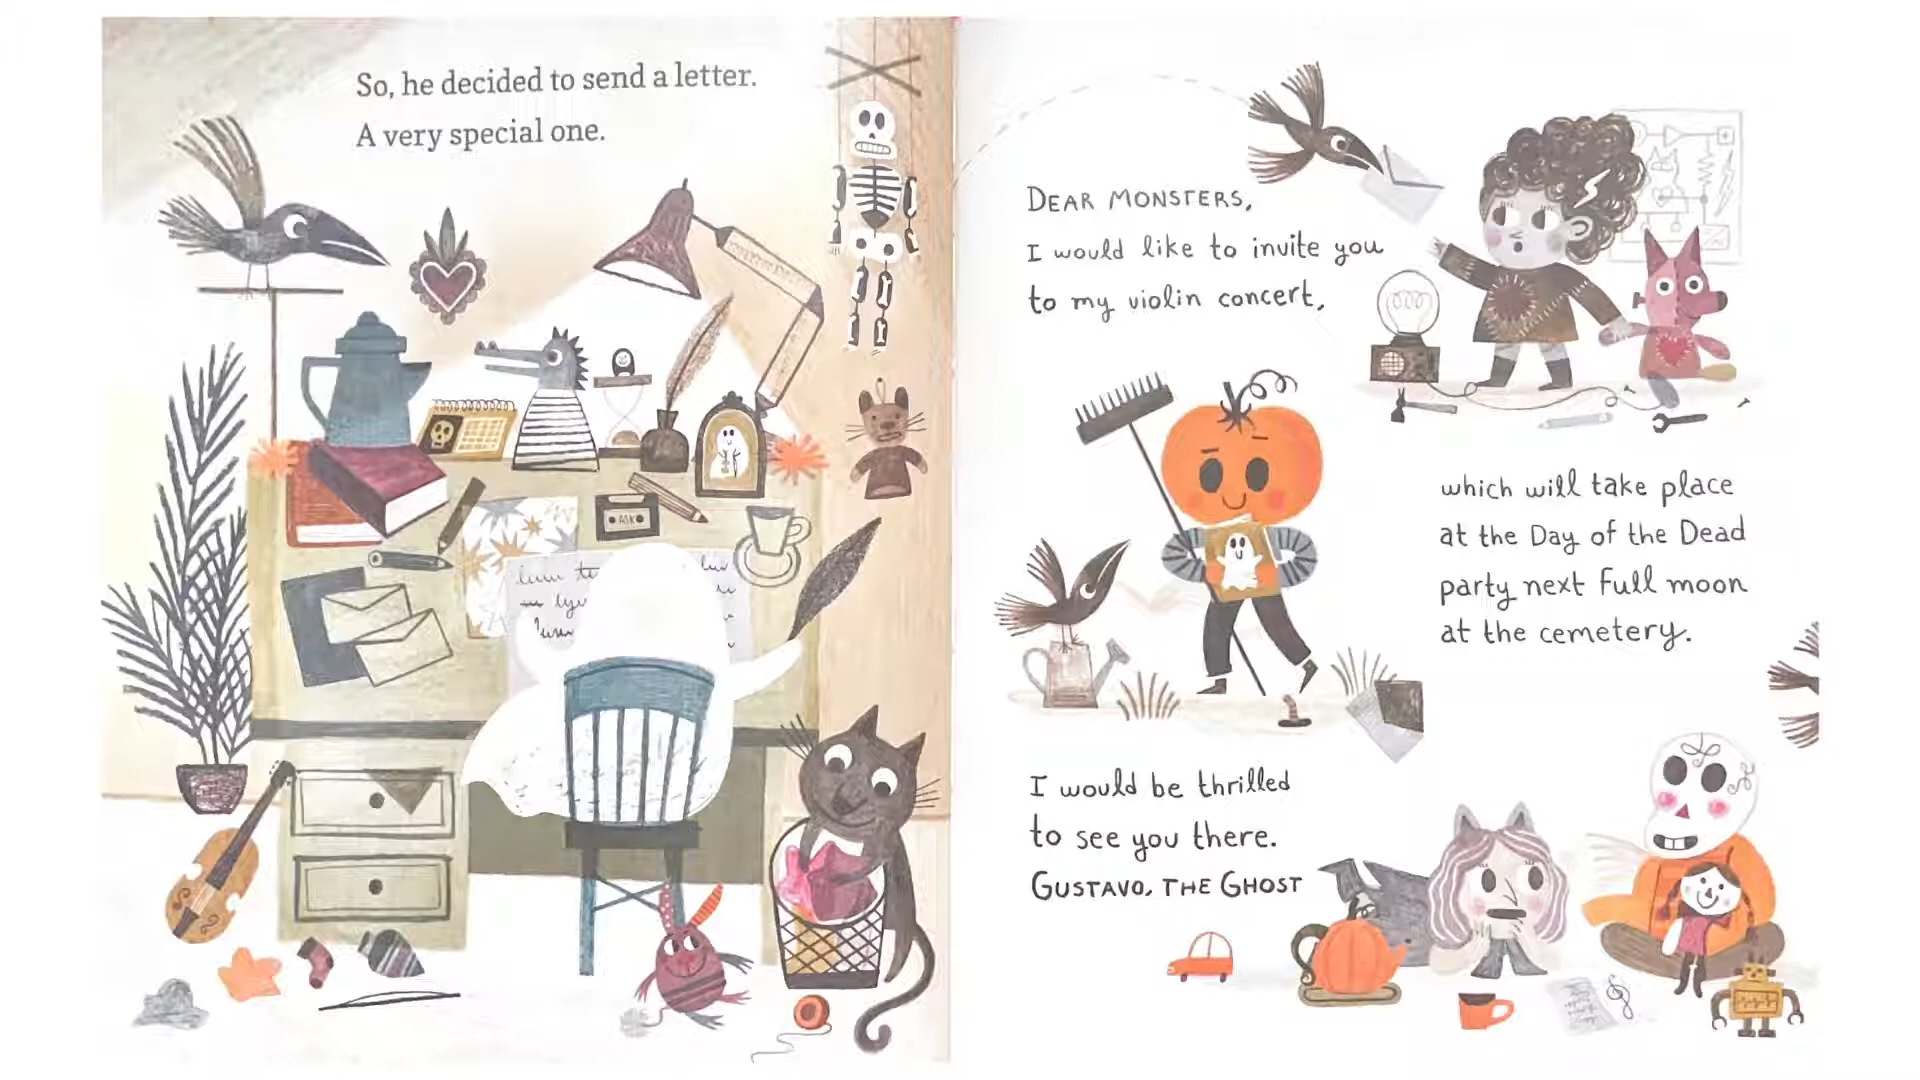 So, he decided to send a letter.
A very special one.
ASK
DEAR MONSTERS,
I would like to invite you
to my violin concert,
which will take place
at the Day of the Dead
party next full moon
at the cemetery.
I would be thrilled
to see you there.
GUSTAVO, THE GHOST